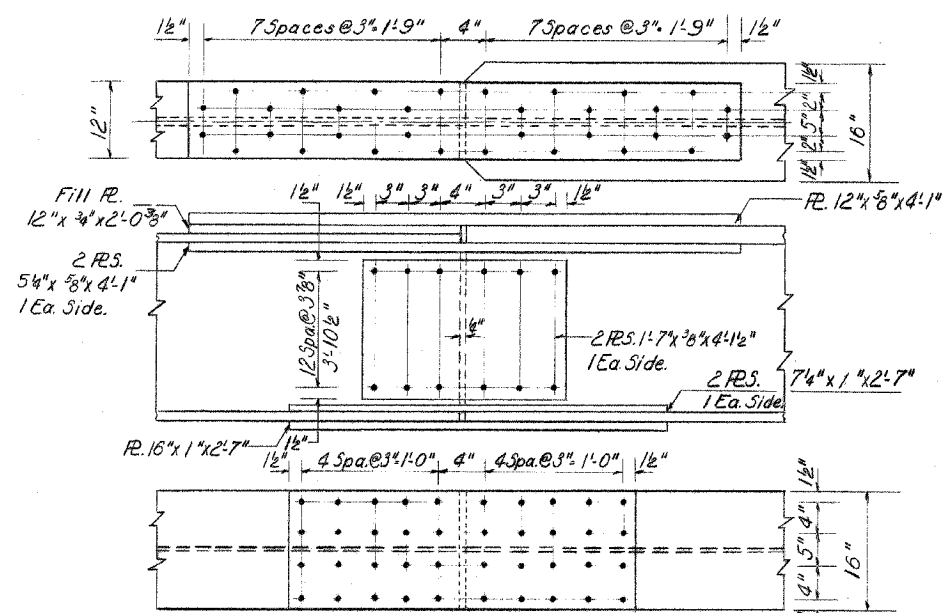 1½" 7 Spaces @ 3"= 1'-9" 4" 7 Spaces @ 3"= 1'-9" 1½"
12"
1½"
2"
5"
2"
1½"
16"
Fill PL.
12" x ¾" x 2'-0 ⅜"
1½" 1½" 3" 3" 4" 3" 3" 1½"
PL. 12" x ⅝" x 4'-1"
2 PLS.
5¼" x ⅝" x 4'-1"
1 Ea. Side.
12 Spa. @ 3⅞"
3'-10½"
¼"
2 PLS. 1'-7" x ⅜" x 4'-1½"
1 Ea. Side.
2 PLS. 7¼" x 1" x 2'-7"
1 Ea. Side.
PL. 16" x 1" x 2'-7"
1½"
1½" 4 Spa. @ 3"= 1'-0" 4" 4 Spa. @ 3"= 1'-0" 1½"
1½"
4"
5"
4"
16"